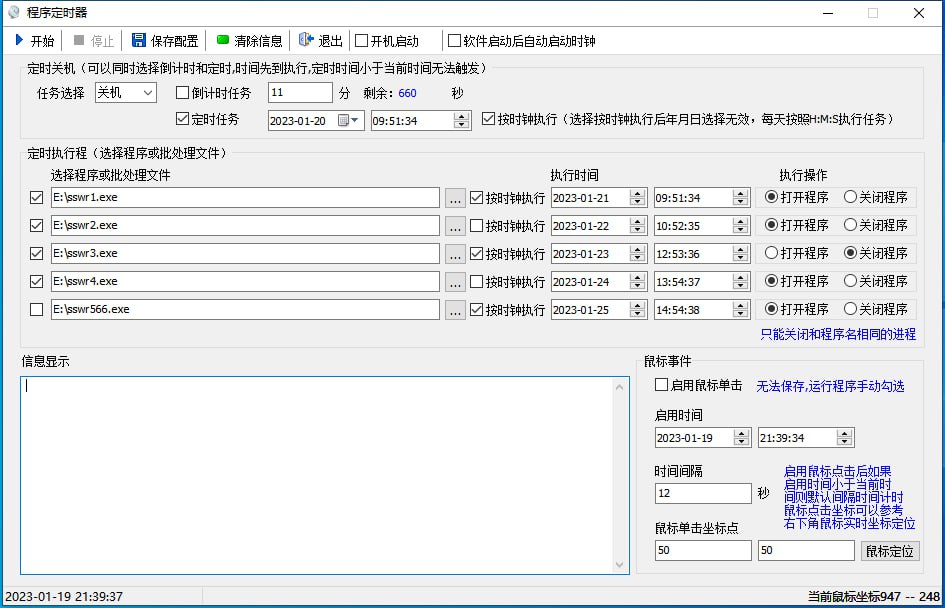 程序定时器
开始 停止 保存配置 清除信息 退出 开机启动 软件启动后自动启动时钟
定时关机（可以同时选择倒计时和定时,时间先到执行,定时时间小于当前时间无法触发）
任务选择 关机 倒计时任务 11 分 剩余: 660 秒
定时任务 2023-01-20 09:51:34 按时钟执行（选择按时钟执行后年月日选择无效，每天按照H:M:S执行任务）
定时执行程（选择程序或批处理文件）
选择程序或批处理文件 执行时间 执行操作
E:\sswr1.exe ... 按时钟执行 2023-01-21 09:51:34 打开程序 关闭程序
E:\sswr2.exe ... 按时钟执行 2023-01-22 10:52:35 打开程序 关闭程序
E:\sswr3.exe ... 按时钟执行 2023-01-23 12:53:36 打开程序 关闭程序
E:\sswr4.exe ... 按时钟执行 2023-01-24 13:54:37 打开程序 关闭程序
E:\sswr566.exe ... 按时钟执行 2023-01-25 14:54:38 打开程序 关闭程序
只能关闭和程序名相同的进程
信息显示
鼠标事件
启用鼠标单击 无法保存,运行程序手动勾选
启用时间
2023-01-19 21:39:34
时间间隔
12 秒
启用鼠标点击后如果
启用时间小于当前时
间则默认间隔时间计时
鼠标点击坐标可以参考
右下角鼠标实时坐标定位
鼠标单击坐标点
50 50 鼠标定位
2023-01-19 21:39:37 当前鼠标坐标947 -- 248